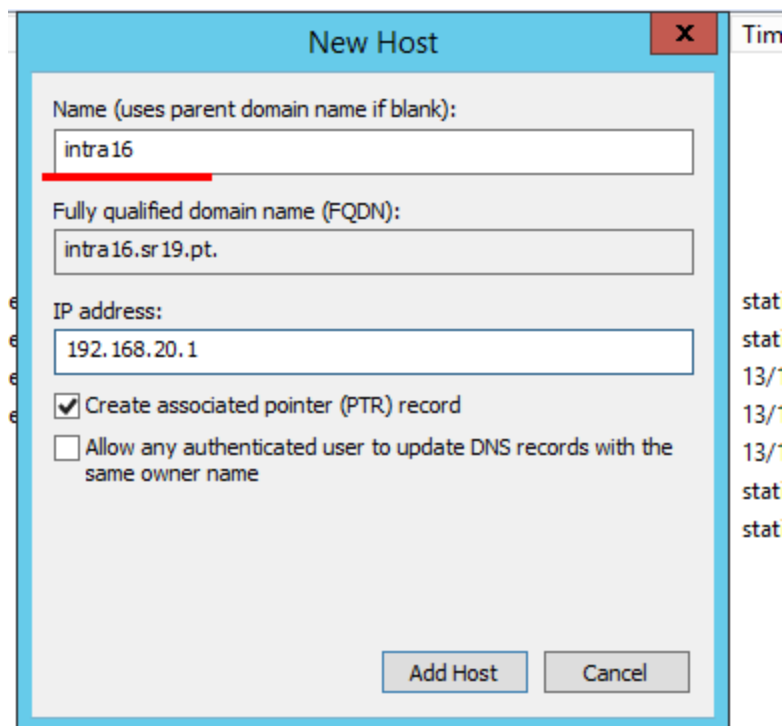 New Host
x
Tim
Name (uses parent domain name if blank):
intra16
Fully qualified domain name (FQDN):
intra16.sr19.pt.
IP address:
192.168.20.1
Create associated pointer (PTR) record
Allow any authenticated user to update DNS records with the
same owner name
stat
stat
13/1
13/1
13/1
stat
stat
Add Host
Cancel